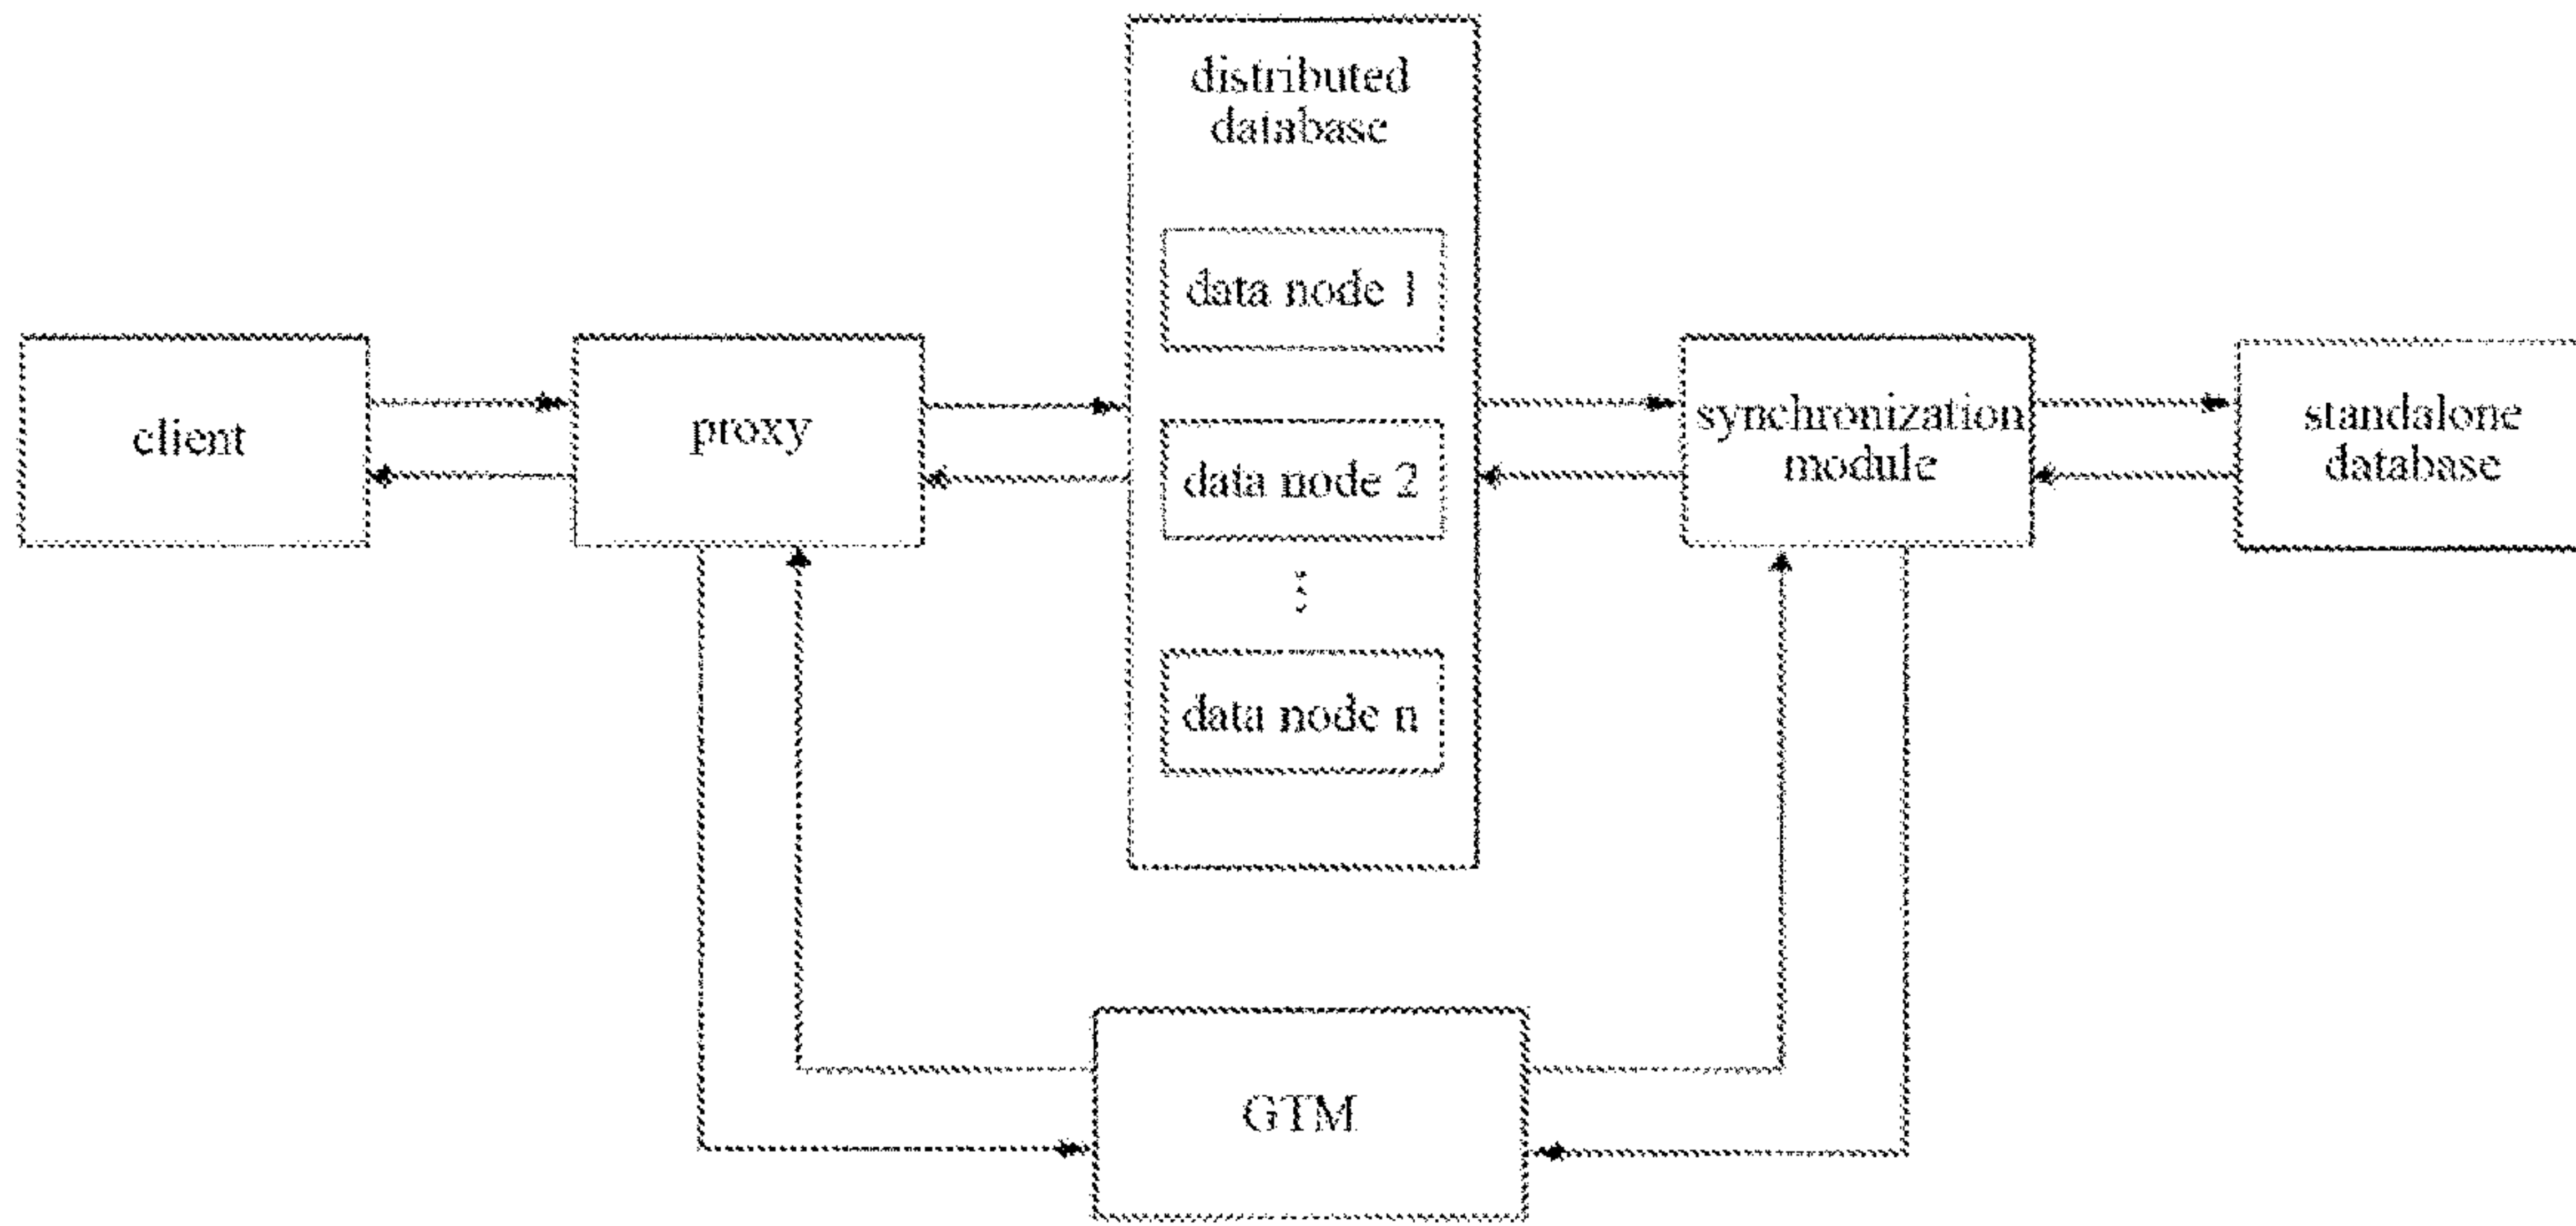 distributed
database
data node 1
client
proxy
data node 2
synchronization
module
standalone
database
data node n
GTM